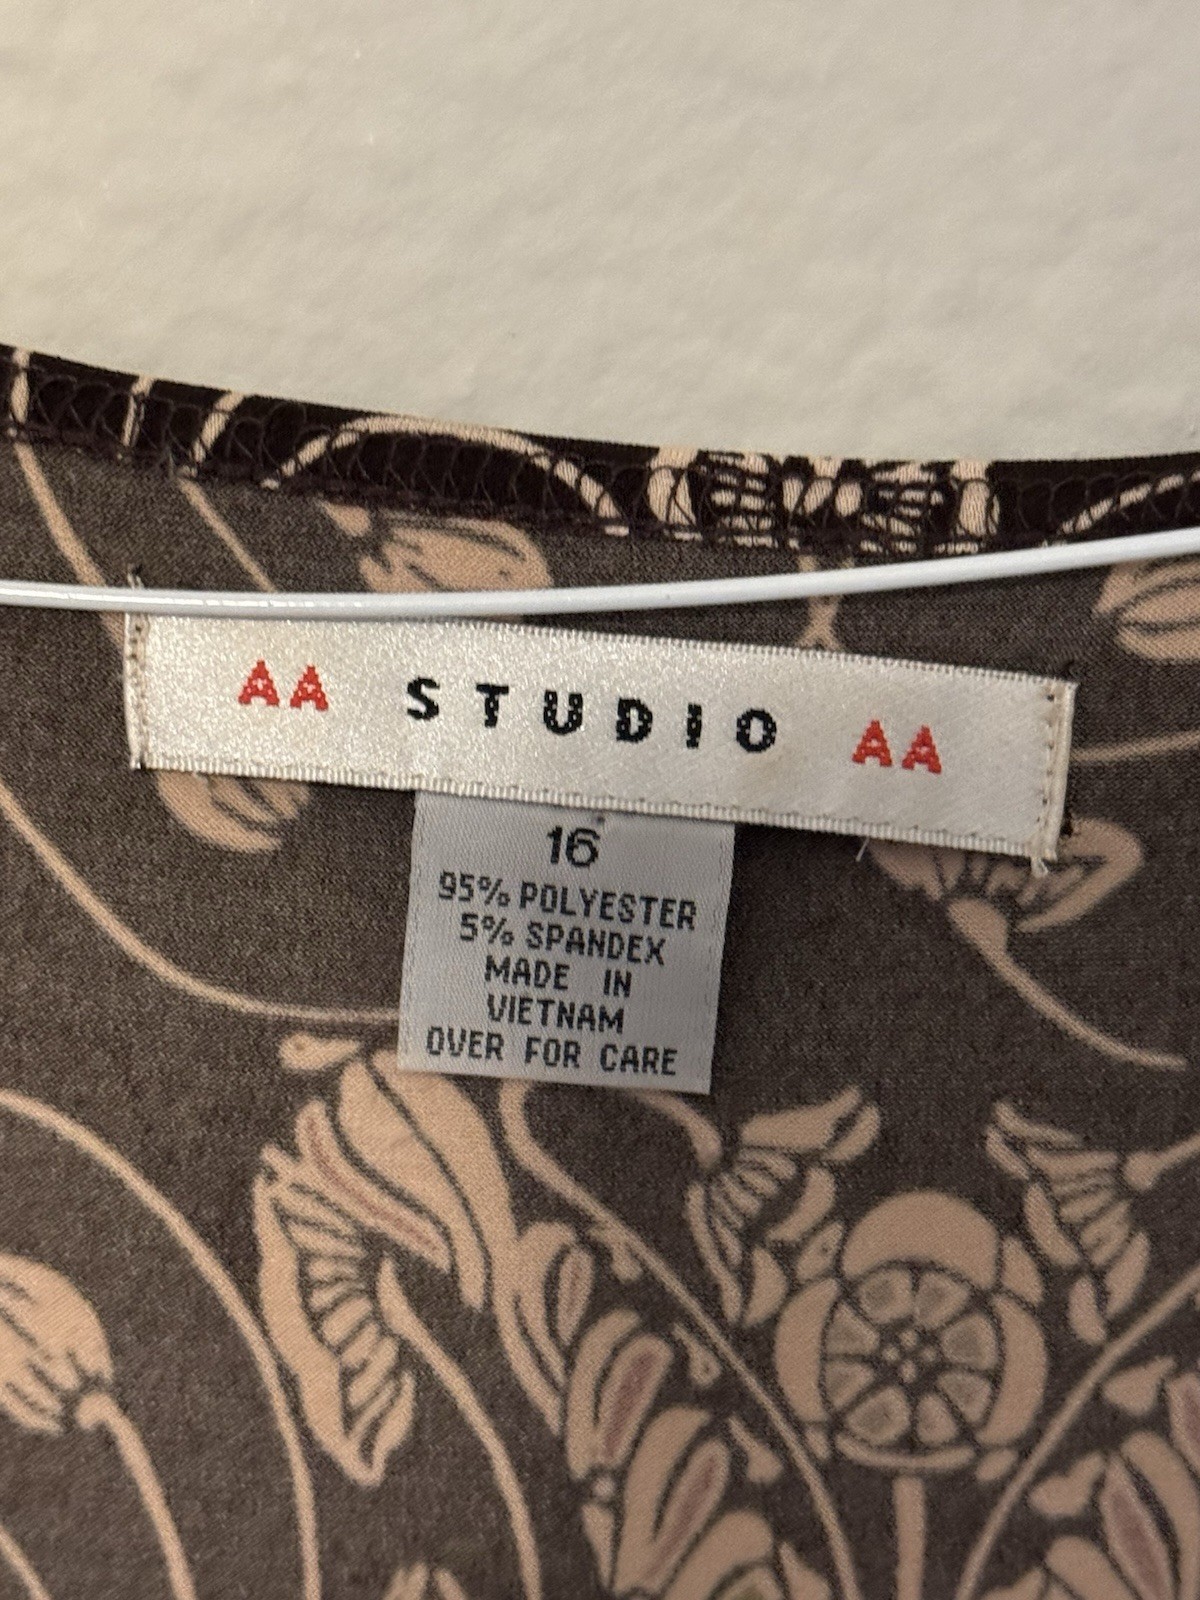 AA STUDIO AA
16
95% POLYESTER
5% SPANDEX
MADE IN
VIETNAM
OVER FOR CARE